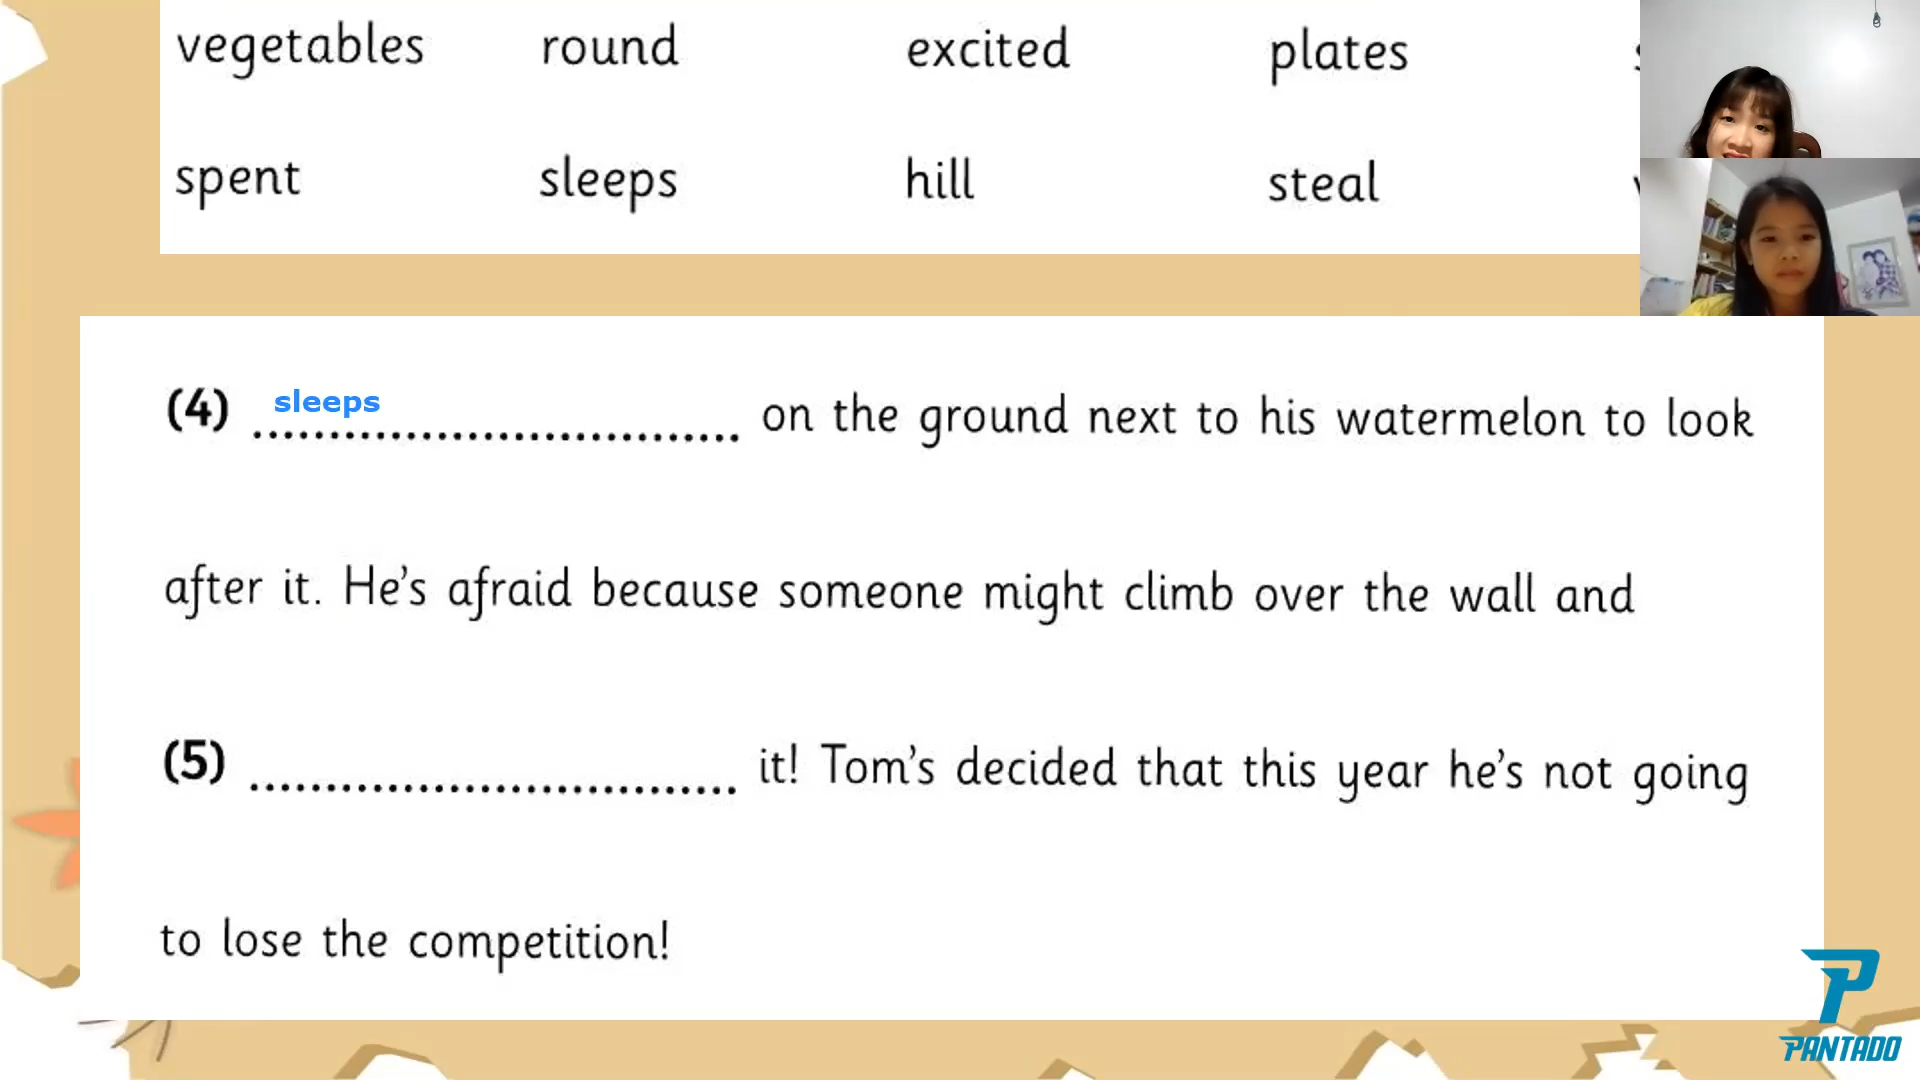 vegetables round excited plates
spent sleeps hill steal
(4) sleeps on the ground next to his watermelon to look
after it. He's afraid because someone might climb over the wall and
(5) ................................ it! Tom's decided that this year he's not going
to lose the competition!
PANTADO